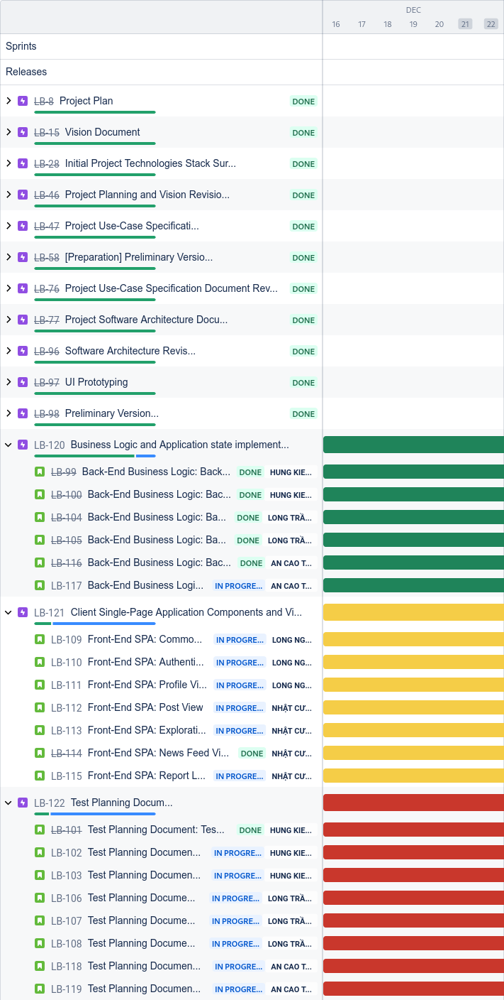 DEC
16 17 18 19 20 21 22
Sprints
Releases
LB-8 Project Plan DONE
LB-15 Vision Document DONE
LB-28 Initial Project Technologies Stack Sur... DONE
LB-46 Project Planning and Vision Revisio... DONE
LB-47 Project Use-Case Specificati... DONE
LB-58 [Preparation] Preliminary Versio... DONE
LB-76 Project Use-Case Specification Document Rev... DONE
LB-77 Project Software Architecture Docu... DONE
LB-96 Software Architecture Revis... DONE
LB-97 UI Prototyping DONE
LB-98 Preliminary Version... DONE
LB-120 Business Logic and Application state implement...
LB-99 Back-End Business Logic: Back... DONE HUNG KIE...
LB-100 Back-End Business Logic: Bac... DONE HUNG KIE...
LB-104 Back-End Business Logic: Ba... DONE LONG TRẦ...
LB-105 Back-End Business Logic: Ba... DONE LONG TRẦ...
LB-116 Back-End Business Logic: Bac... DONE AN CAO T...
LB-117 Back-End Business Logi... IN PROGRE... AN CAO T...
LB-121 Client Single-Page Application Components and Vi...
LB-109 Front-End SPA: Commo... IN PROGRE... LONG NG...
LB-110 Front-End SPA: Authenti... IN PROGRE... LONG NG...
LB-111 Front-End SPA: Profile Vi... IN PROGRE... LONG NG...
LB-112 Front-End SPA: Post View IN PROGRE... NHẬT CƯ...
LB-113 Front-End SPA: Explorati... IN PROGRE... NHẬT CƯ...
LB-114 Front-End SPA: News Feed Vi... DONE NHẬT CƯ...
LB-115 Front-End SPA: Report L... IN PROGRE... NHẬT CƯ...
LB-122 Test Planning Docum...
LB-101 Test Planning Document: Tes... DONE HUNG KIE...
LB-102 Test Planning Documen... IN PROGRE... HUNG KIE...
LB-103 Test Planning Documen... IN PROGRE... HUNG KIE...
LB-106 Test Planning Docume... IN PROGRE... LONG TRẦ...
LB-107 Test Planning Docume... IN PROGRE... LONG TRẦ...
LB-108 Test Planning Docume... IN PROGRE... LONG TRẦ...
LB-118 Test Planning Documen... IN PROGRE... AN CAO T...
LB-119 Test Planning Documen... IN PROGRE... AN CAO T...